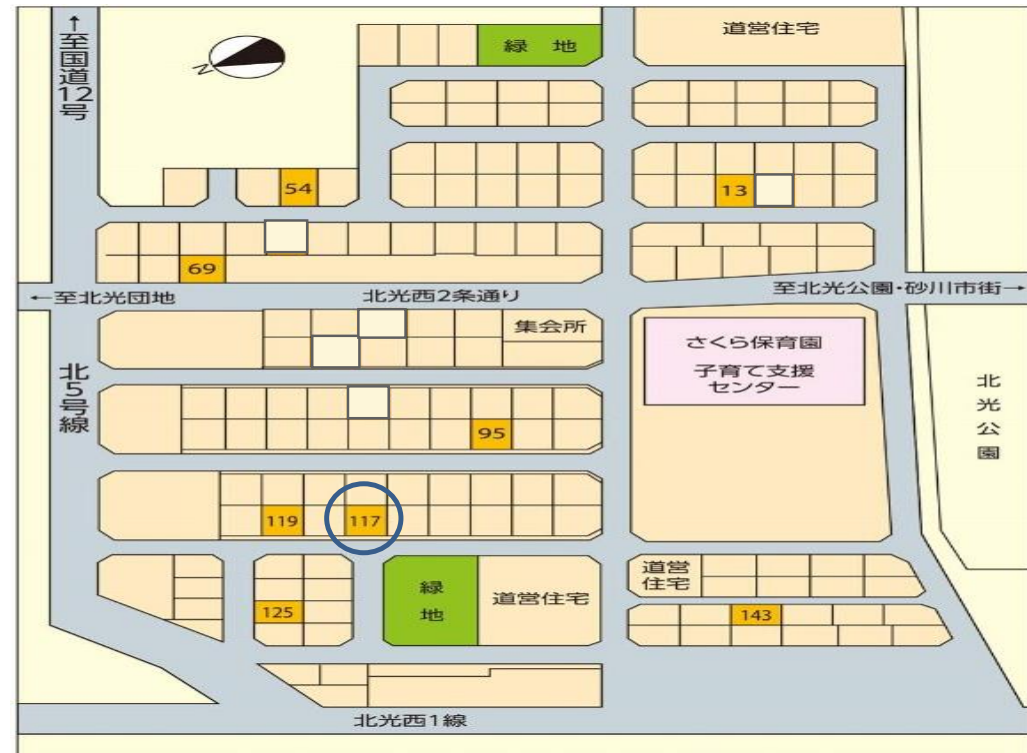 ↑至国道12号
道営住宅
緑 地
Z
54
13
69
←至北光団地
北光西2条通り
至北光公園・砂川市街→
集会所
さくら保育園
子育て支援
センター
北5号線
北光公園
95
119
117
緑地
道営住宅
道営
住宅
125
143
北光西1線